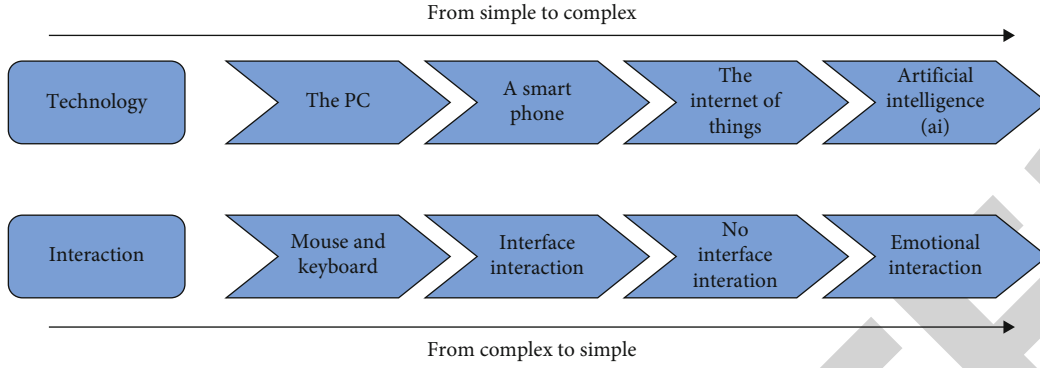 From simple to complex
Technology
The PC
A smart
phone
The
internet of
things
Artificial
intelligence
(ai)
Interaction
Mouse and
keyboard
Interface
interaction
No
interface
interation
Emotional
interaction
From complex to simple